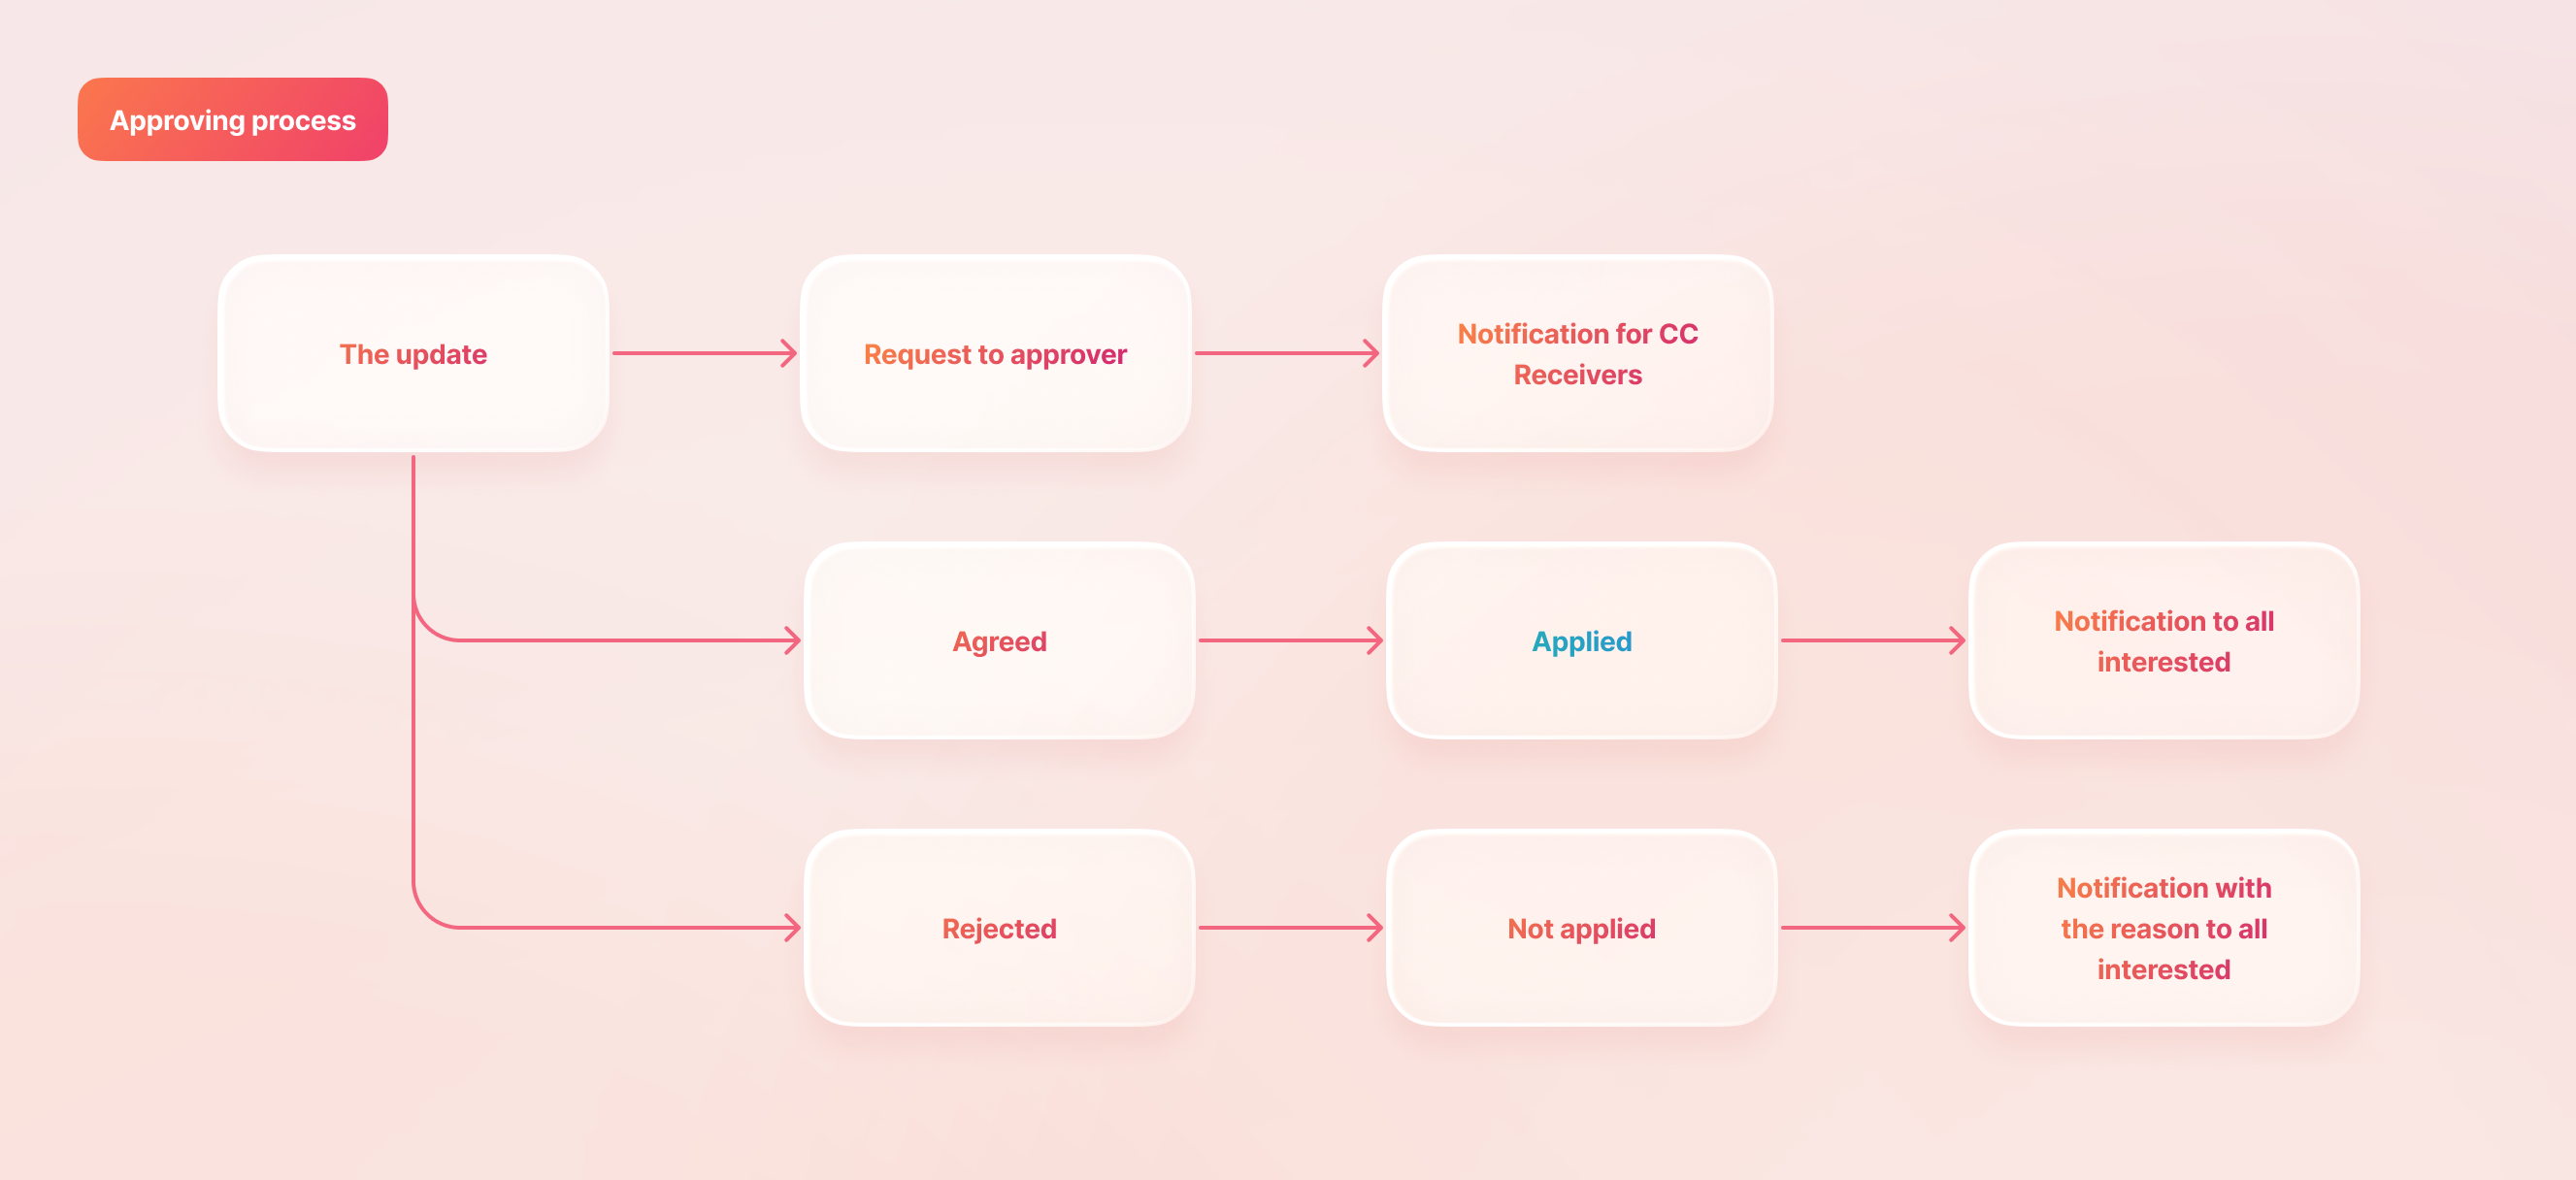 Approving process
The update
Request to approver
Notification for CC
Receivers
Agreed
Applied
Notification to all
interested
Rejected
Not applied
Notification with
the reason to all
interested